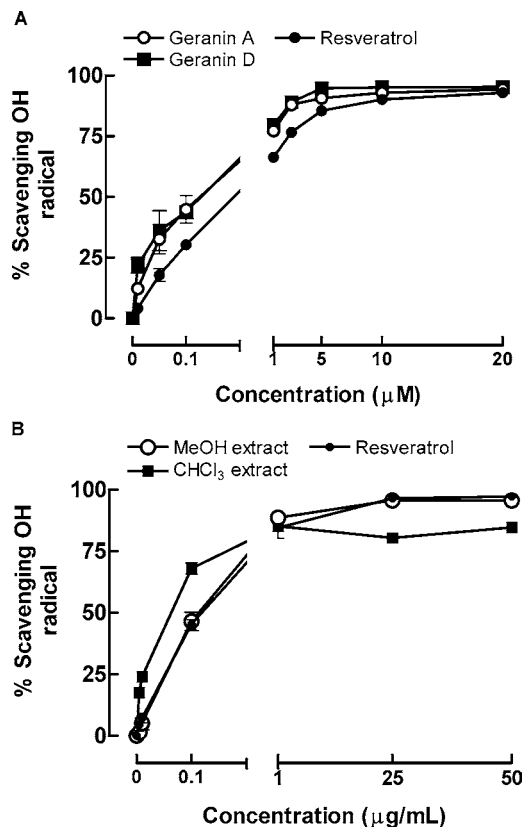 A
Geranin A
Resveratrol
Geranin D
% Scavenging OH
radical
100
75
50
25
0
0
0.1
1
5
10
20
Concentration (μM)
B
MeOH extract
Resveratrol
CHCl₃ extract
% Scavenging OH
radical
100
75
50
25
0
0
0.1
1
25
50
Concentration (μg/mL)